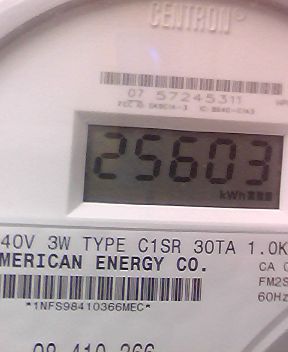 CENTRON®
07 57245311
25603
kWh
40V 3W TYPE C1SR 30TA 1.0K
MERICAN ENERGY CO.
CA 0
FM2S
60Hz
*1NFS98410366MEC*